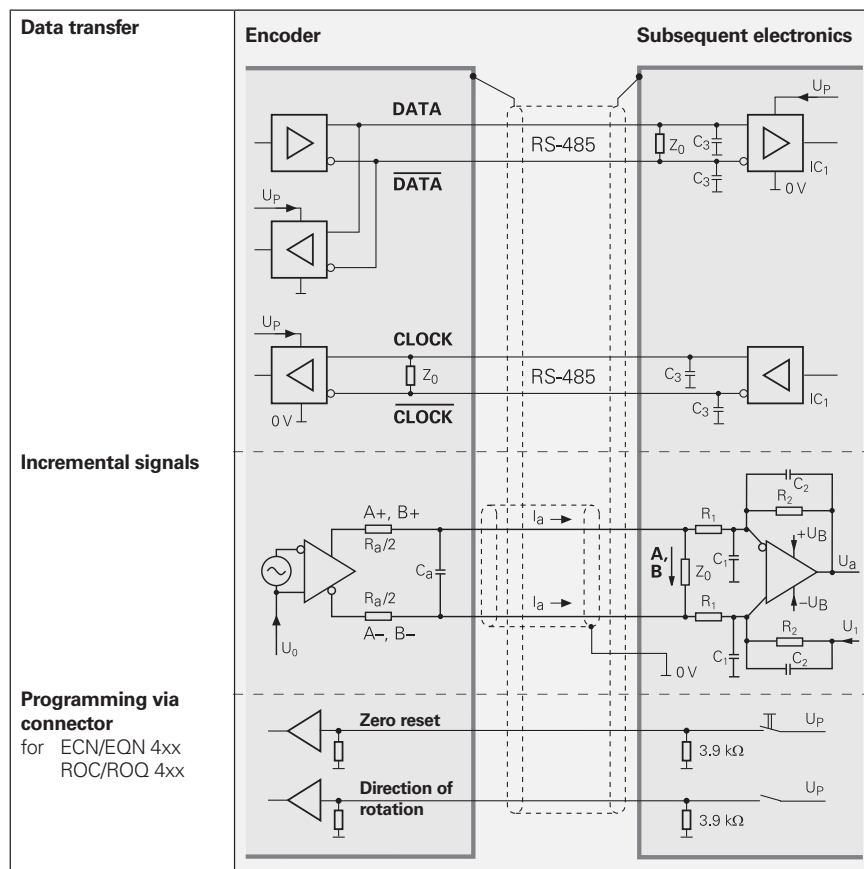 Data transfer
Encoder
Subsequent electronics
DATA
RS-485
DATA
Z0
C3
C3
UP
IC1
0 V
UP
UP
CLOCK
Z0
RS-485
CLOCK
0 V
C3
C3
IC1
Incremental signals
A+, B+
Ra/2
Ca
Ra/2
A–, B–
U0
Ia
Ia
0 V
A,
B
Z0
R1
R1
C1
C1
C2
R2
+UB
–UB
Ua
U1
R2
C2
Programming via
connector
for ECN/EQN 4xx
ROC/ROQ 4xx
Zero reset
UP
3.9 kΩ
Direction of
rotation
UP
3.9 kΩ